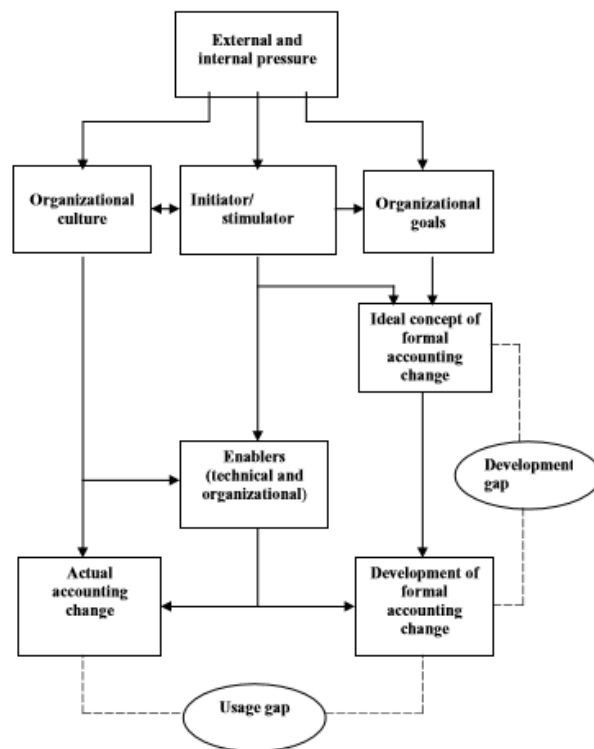 External and
internal pressure
Organizational
culture
Initiator/
stimulator
Organizational
goals
Ideal concept of
formal
accounting
change
Enablers
(technical and
organizational)
Development
gap
Actual
accounting
change
Development of
formal
accounting
change
Usage gap